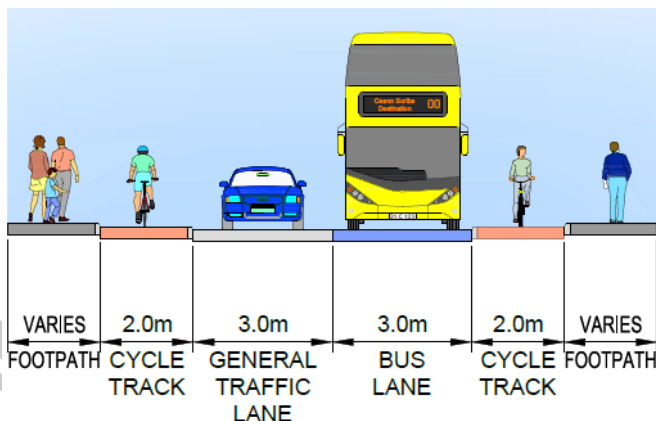 Ceann Scríbe 00
Destination
VARIES 2.0m 3.0m 3.0m 2.0m VARIES
FOOTPATH CYCLE GENERAL BUS CYCLE FOOTPATH
TRACK TRAFFIC LANE TRACK
LANE